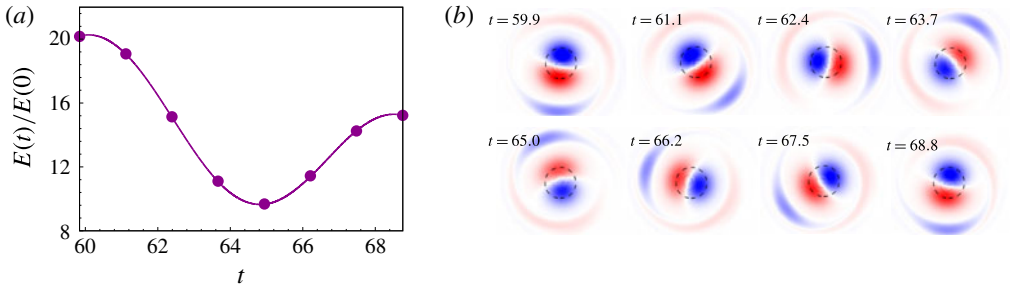 (a)
E(t)/E(0)
20
16
12
8
60
62
64
66
68
t
(b)
t = 59.9
t = 61.1
t = 62.4
t = 63.7
t = 65.0
t = 66.2
t = 67.5
t = 68.8